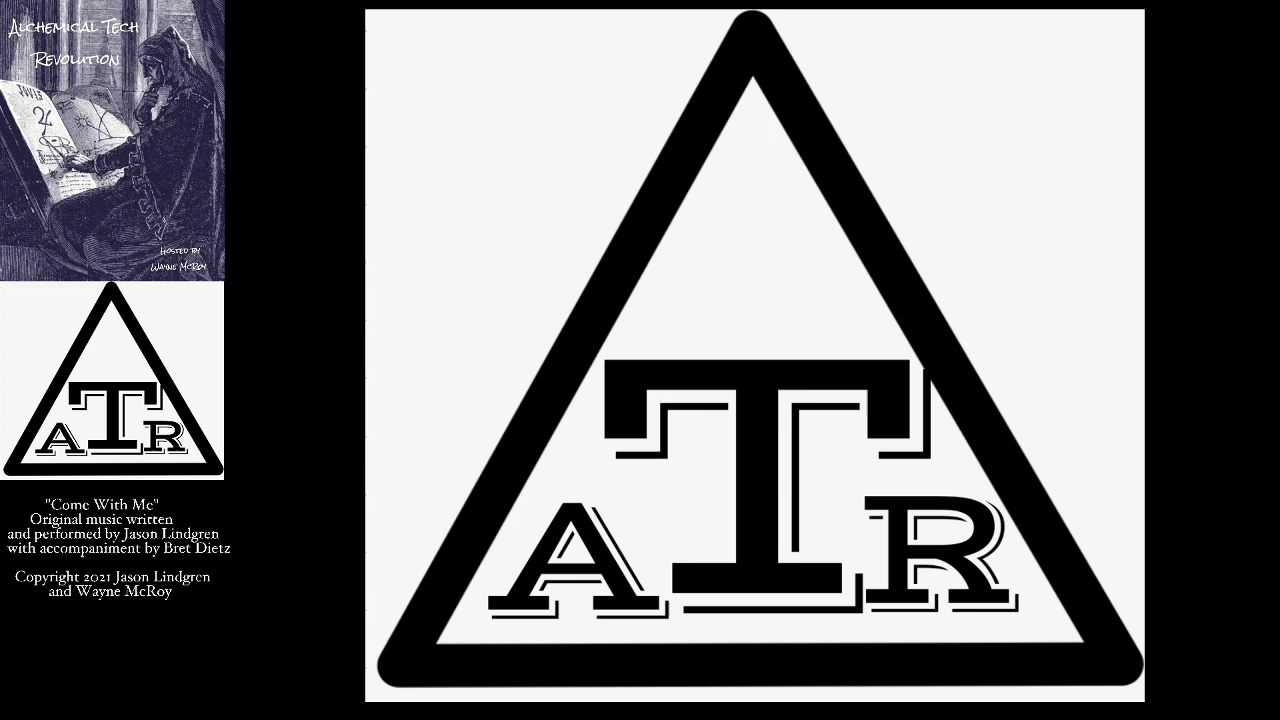 Alchemical Tech
Revolution
Hosted by
Wayne McRoy
ATR
"Come With Me"
Original music written
and performed by Jason Lindgren
with accompaniment by Bret Dietz
Copyright 2021 Jason Lindgren
and Wayne McRoy
ATR